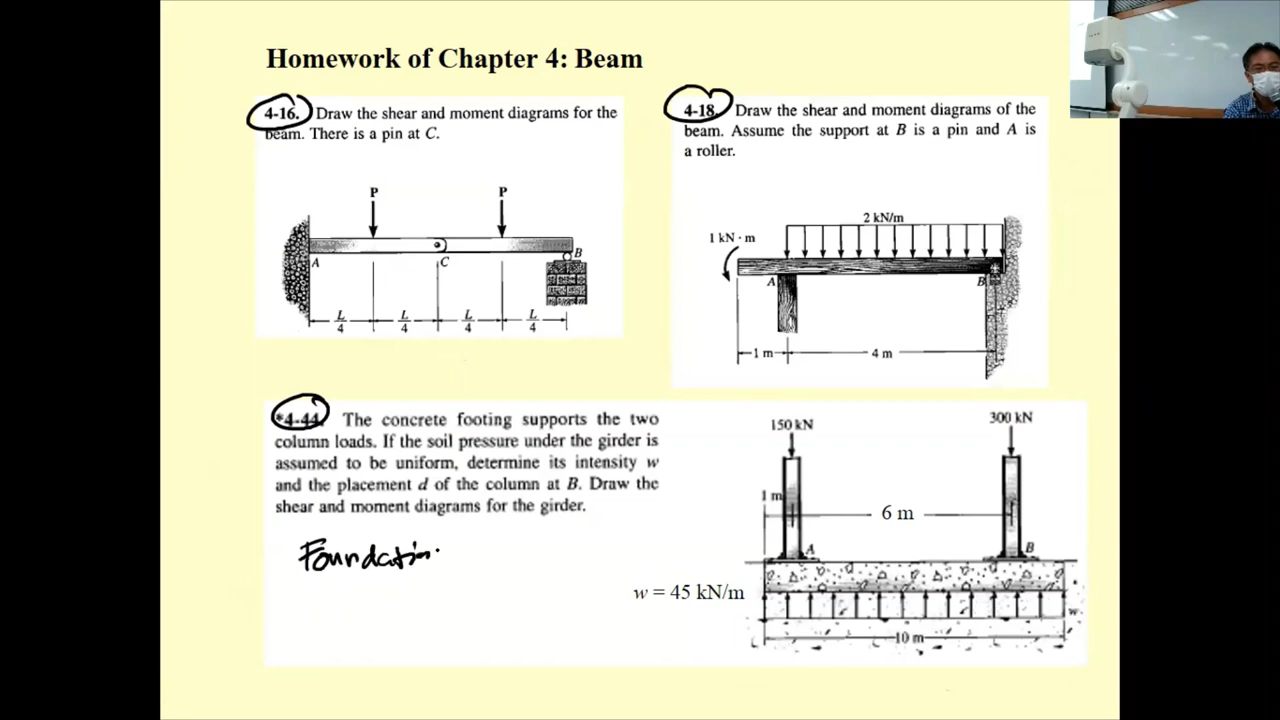 Homework of Chapter 4: Beam
4-16. Draw the shear and moment diagrams for the
beam. There is a pin at C.
P P
A C B
L/4 L/4 L/4 L/4
4-18. Draw the shear and moment diagrams of the
beam. Assume the support at B is a pin and A is
a roller.
2 kN/m
1 kN · m
A B
1 m 4 m
*4-44. The concrete footing supports the two
column loads. If the soil pressure under the girder is
assumed to be uniform, determine its intensity w
and the placement d of the column at B. Draw the
shear and moment diagrams for the girder.
Foundation
150 kN 300 kN
1 m
6 m
A B
w = 45 kN/m
w
10 m